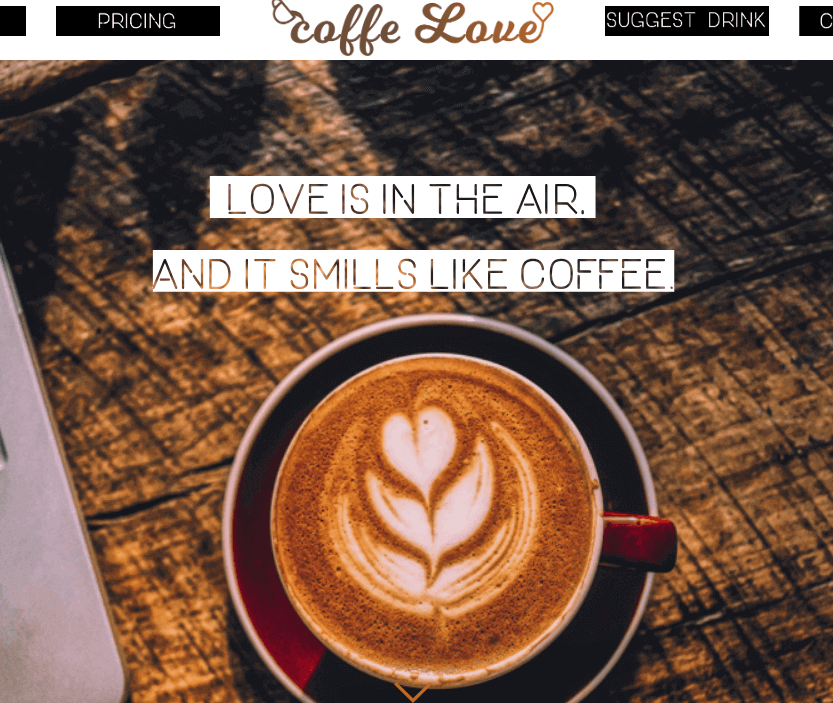 PRICING
coffe Love
SUGGEST DRINK
C
LOVE IS IN THE AIR.
AND IT SMILLS LIKE COFFEE.